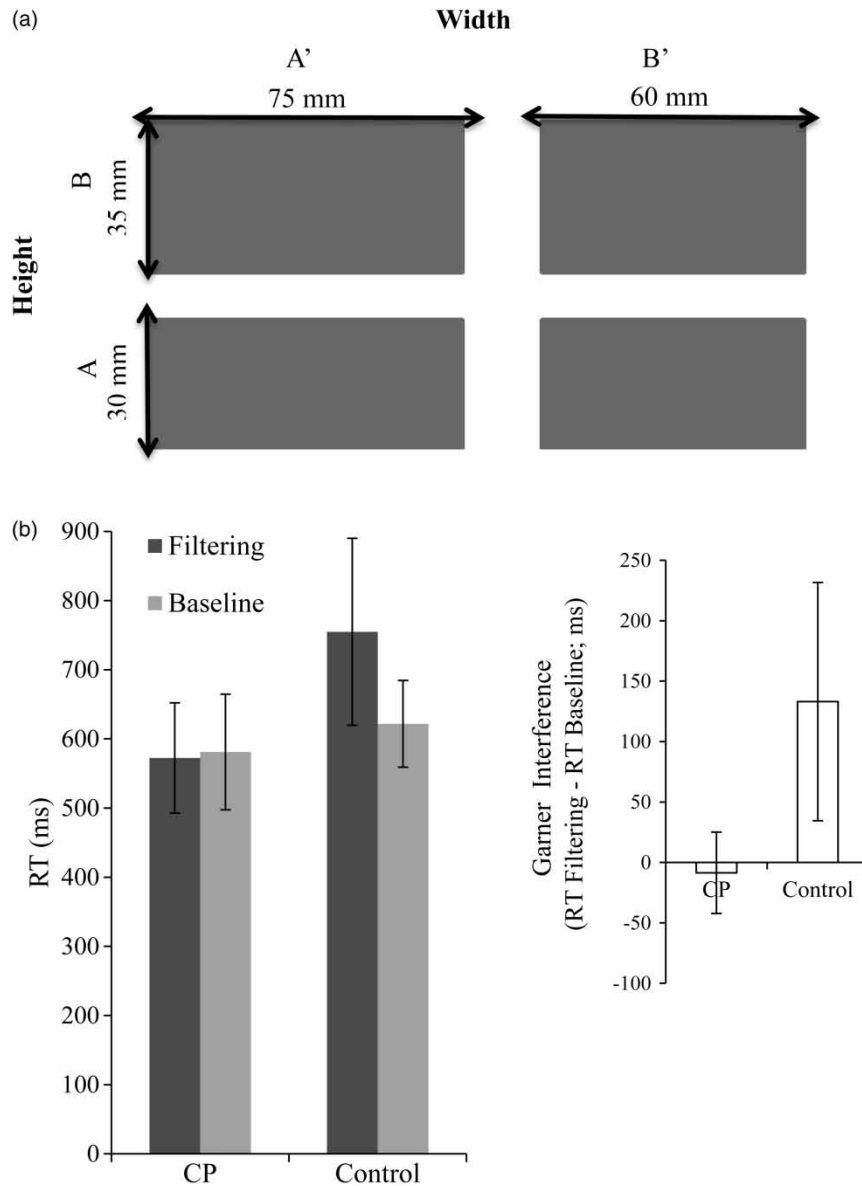 (a)
Width
A’
B’
75 mm
60 mm
Height
B
35 mm
A
30 mm
(b)
900
800
700
600
500
400
300
200
100
0
RT (ms)
Filtering
Baseline
CP
Control
Garner Interference
(RT Filtering - RT Baseline; ms)
250
200
150
100
50
0
-50
-100
CP
Control